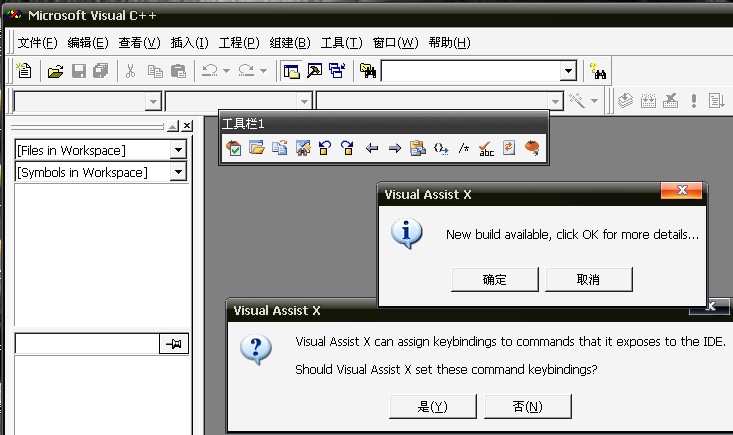 Microsoft Visual C++
文件(F) 编辑(E) 查看(V) 插入(I) 工程(P) 组建(B) 工具(T) 窗口(W) 帮助(H)
工具栏1
{}
/*
abc
[Files in Workspace]
[Symbols in Workspace]
Visual Assist X
New build available, click OK for more details...
确定 取消
Visual Assist X
Visual Assist X can assign keybindings to commands that it exposes to the IDE.
Should Visual Assist X set these command keybindings?
是(Y) 否(N)